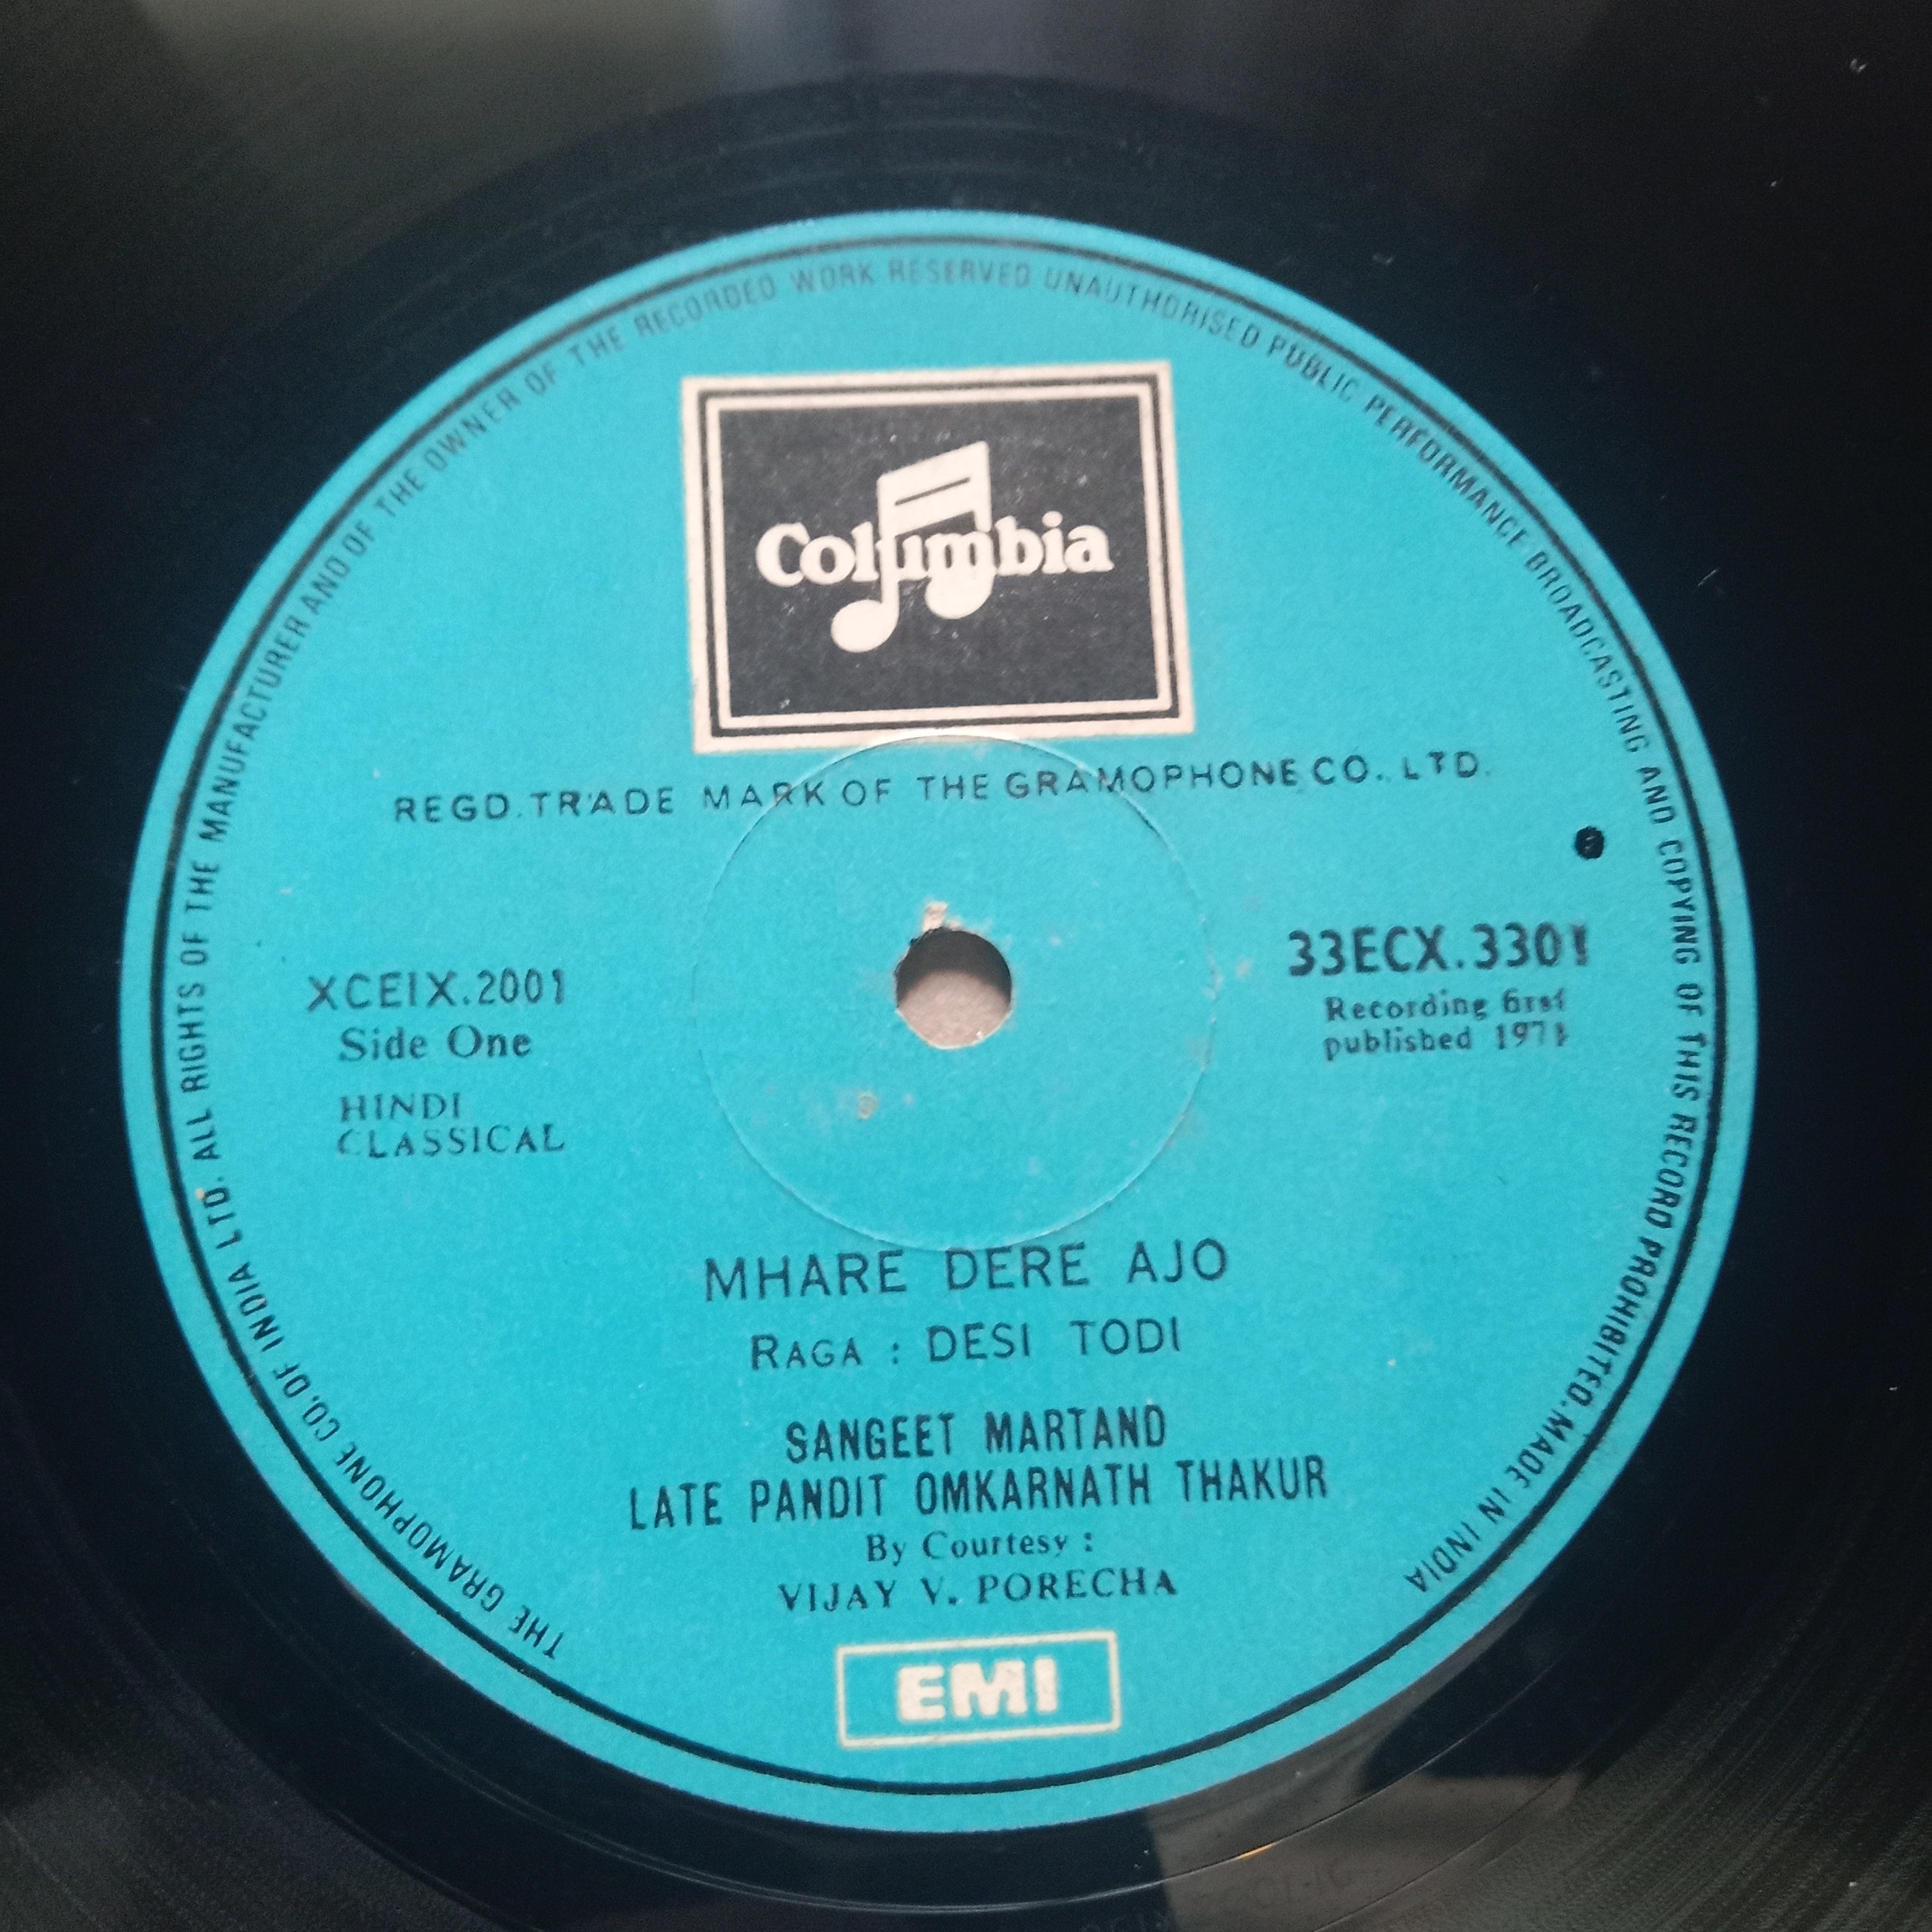 THE GRAMOPHONE CO. OF INDIA LTD. ALL RIGHTS OF THE MANUFACTURER AND OF THE OWNER OF THE RECORDED WORK RESERVED UNAUTHORISED PUBLIC PERFORMANCE BROADCASTING AND COPYING OF THIS RECORD PROHIBITED. MADE IN INDIA
Columbia
REGD. TRADE MARK OF THE GRAMOPHONE CO. LTD.
XCEIX.2001
Side One
HINDI
CLASSICAL
33ECX.3301
Recording first
published 1971
MHARE DERE AJO
RAGA : DESI TODI
SANGEET MARTAND
LATE PANDIT OMKARNATH THAKUR
By Courtesy :
VIJAY V. PORECHA
EMI